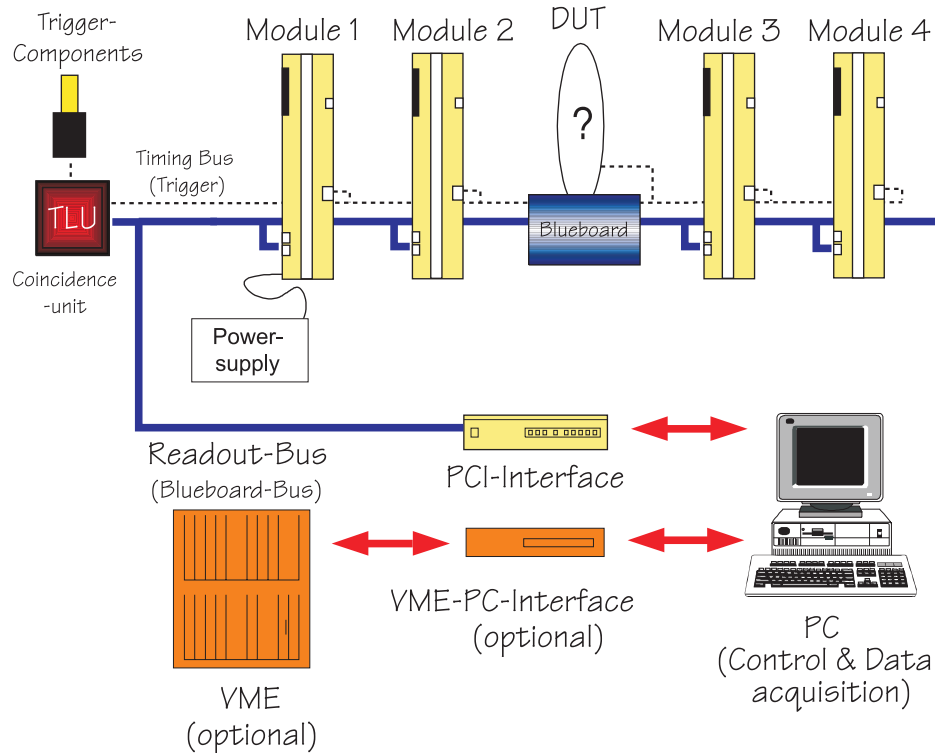 Trigger-
Components
Module 1
Module 2
DUT
Module 3
Module 4
?
Timing Bus
(Trigger)
TLU
Blueboard
Coincidence
-unit
Power-
supply
Readout-Bus
(Blueboard-Bus)
PCI-Interface
VME-PC-Interface
(optional)
PC
(Control & Data
acquisition)
VME
(optional)